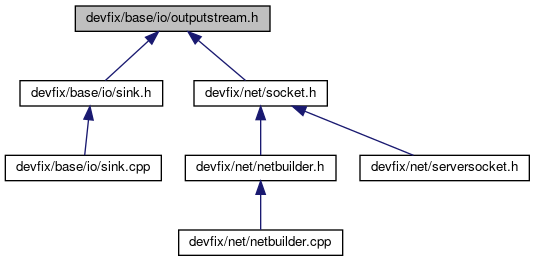 devfix/base/io/outputstream.h
devfix/base/io/sink.h
devfix/net/socket.h
devfix/base/io/sink.cpp
devfix/net/netbuilder.h
devfix/net/serversocket.h
devfix/net/netbuilder.cpp